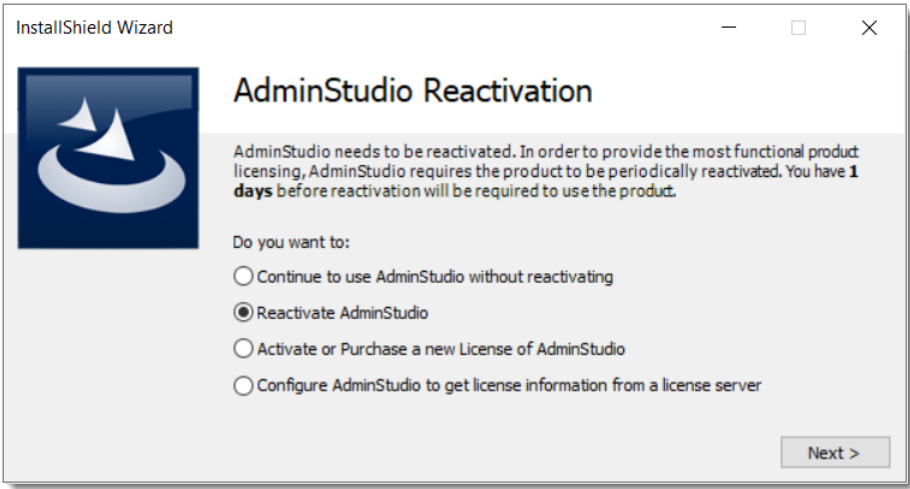 InstallShield Wizard
AdminStudio Reactivation
AdminStudio needs to be reactivated. In order to provide the most functional product
licensing, AdminStudio requires the product to be periodically reactivated. You have 1
days before reactivation will be required to use the product.
Do you want to:
Continue to use AdminStudio without reactivating
Reactivate AdminStudio
Activate or Purchase a new License of AdminStudio
Configure AdminStudio to get license information from a license server
Next >